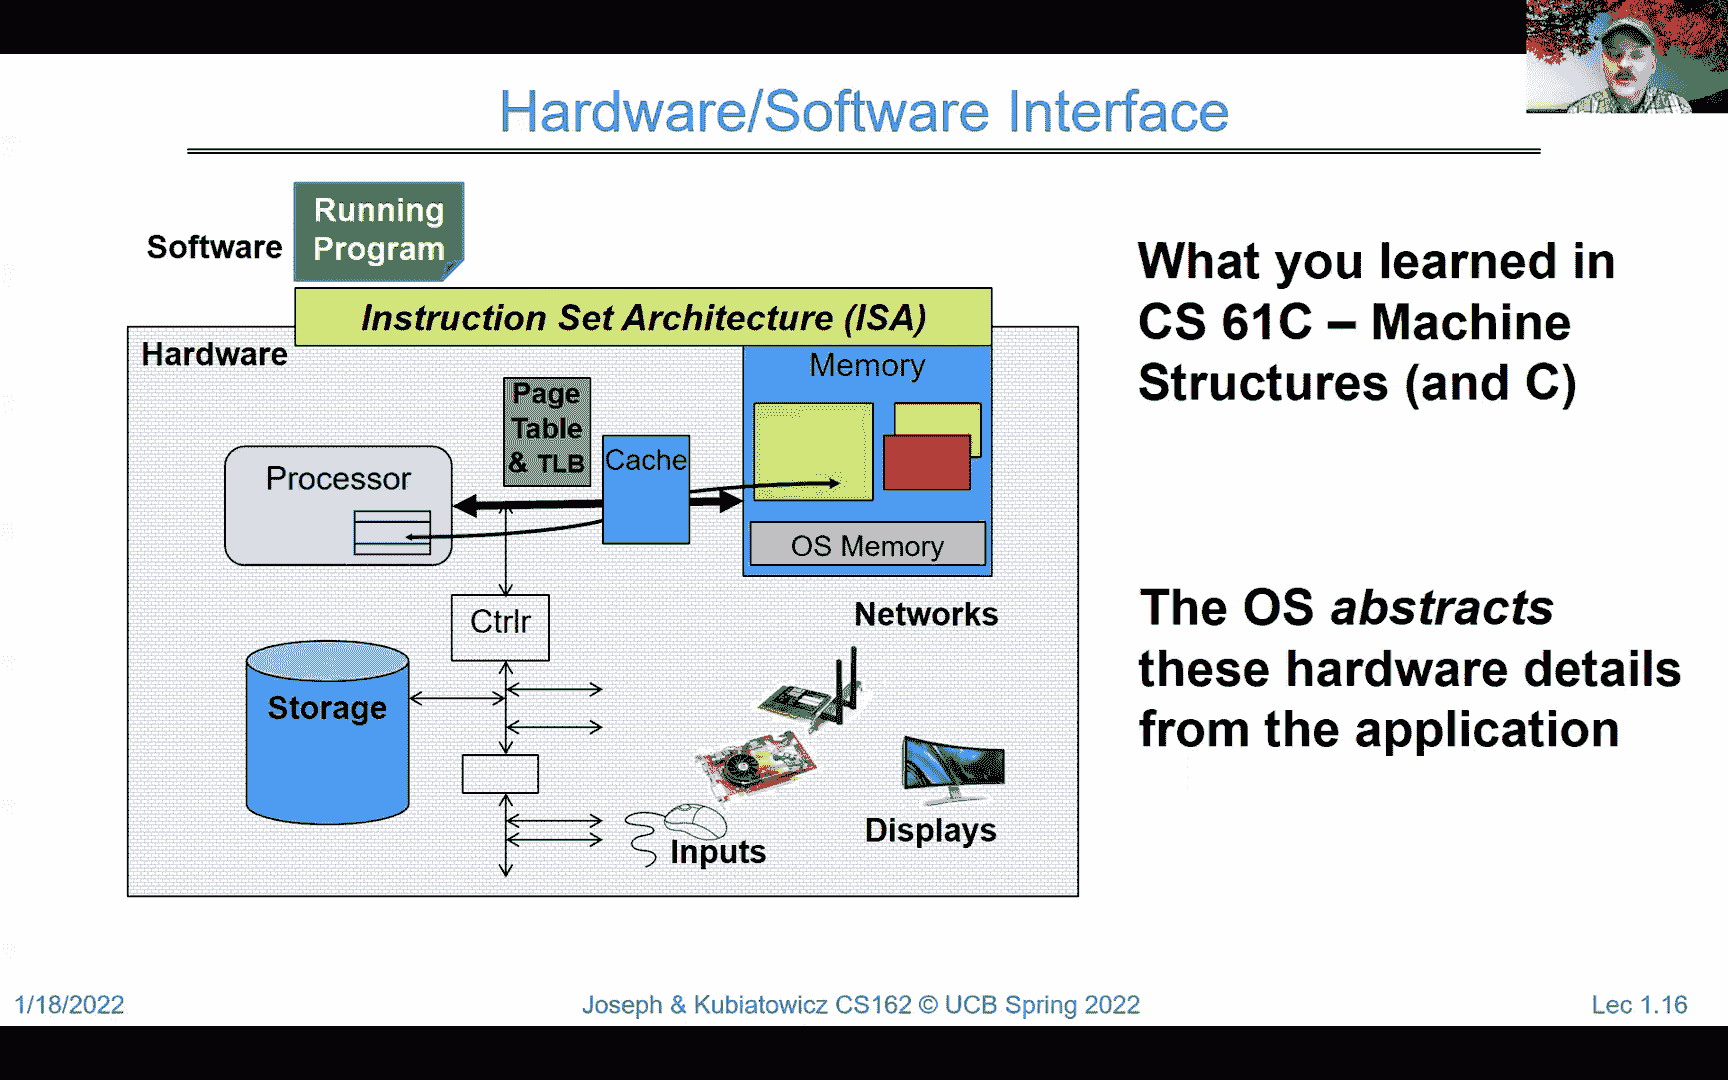 Hardware/Software Interface
Running
Program
Software
Instruction Set Architecture (ISA)
Hardware
Memory
Page
Table
& TLB
Cache
Processor
OS Memory
Ctrlr
Networks
Storage
Displays
Inputs
What you learned in
CS 61C – Machine
Structures (and C)
The OS abstracts
these hardware details
from the application
1/18/2022
Joseph & Kubiatowicz CS162 © UCB Spring 2022
Lec 1.16